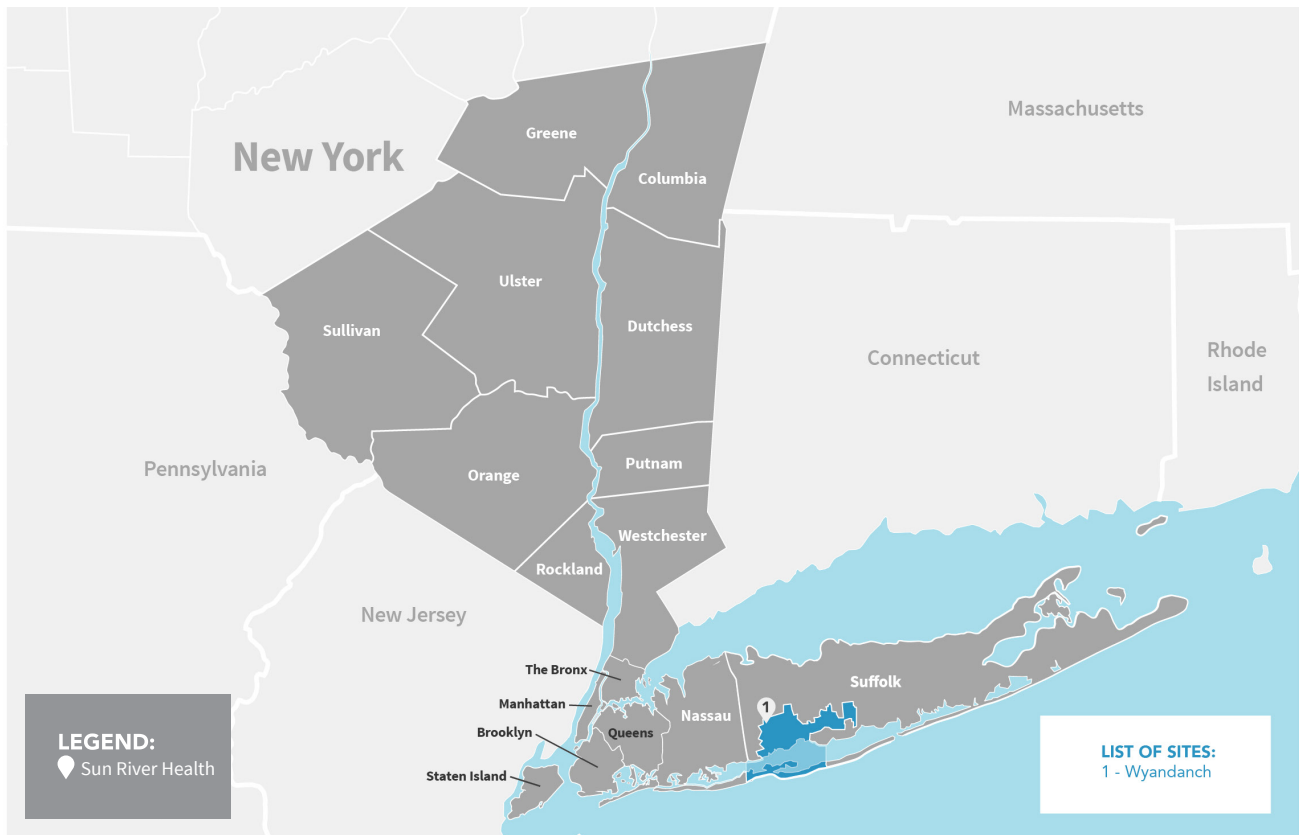 Massachusetts
New York
Greene
Columbia
Ulster
Sullivan
Dutchess
Connecticut
Rhode
Island
Pennsylvania
Orange
Putnam
Westchester
Rockland
New Jersey
The Bronx
Manhattan
Brooklyn
Staten Island
Queens
Nassau
Suffolk
1
LEGEND:
Sun River Health
LIST OF SITES:
1 - Wyandanch